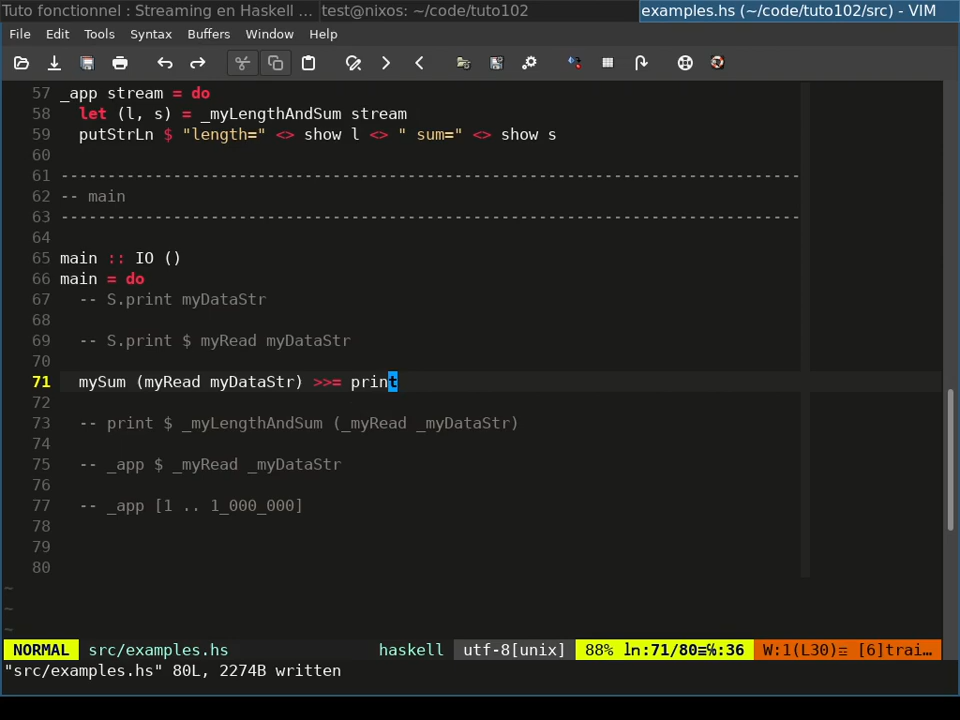 Tuto fonctionnel : Streaming en Haskell ... test@nixos: ~/code/tuto102 examples.hs (~/code/tuto102/src) - VIM
File Edit Tools Syntax Buffers Window Help
57 _app stream = do
58 let (l, s) = _myLengthAndSum stream
59 putStrLn $ "length=" <> show l <> " sum=" <> show s
60
61 -------------------------------------------------------------------------------
62 -- main
63 -------------------------------------------------------------------------------
64
65 main :: IO ()
66 main = do
67 -- S.print myDataStr
68
69 -- S.print $ myRead myDataStr
70
71 mySum (myRead myDataStr) >>= print
72
73 -- print $ _myLengthAndSum (_myRead _myDataStr)
74
75 -- _app $ _myRead _myDataStr
76
77 -- _app [1 .. 1_000_000]
78
79
80
~
~
~
NORMAL src/examples.hs haskell utf-8[unix] 88% ln:71/80≡℅:36 W:1(L30)☲ [6]trai…
"src/examples.hs" 80L, 2274B written